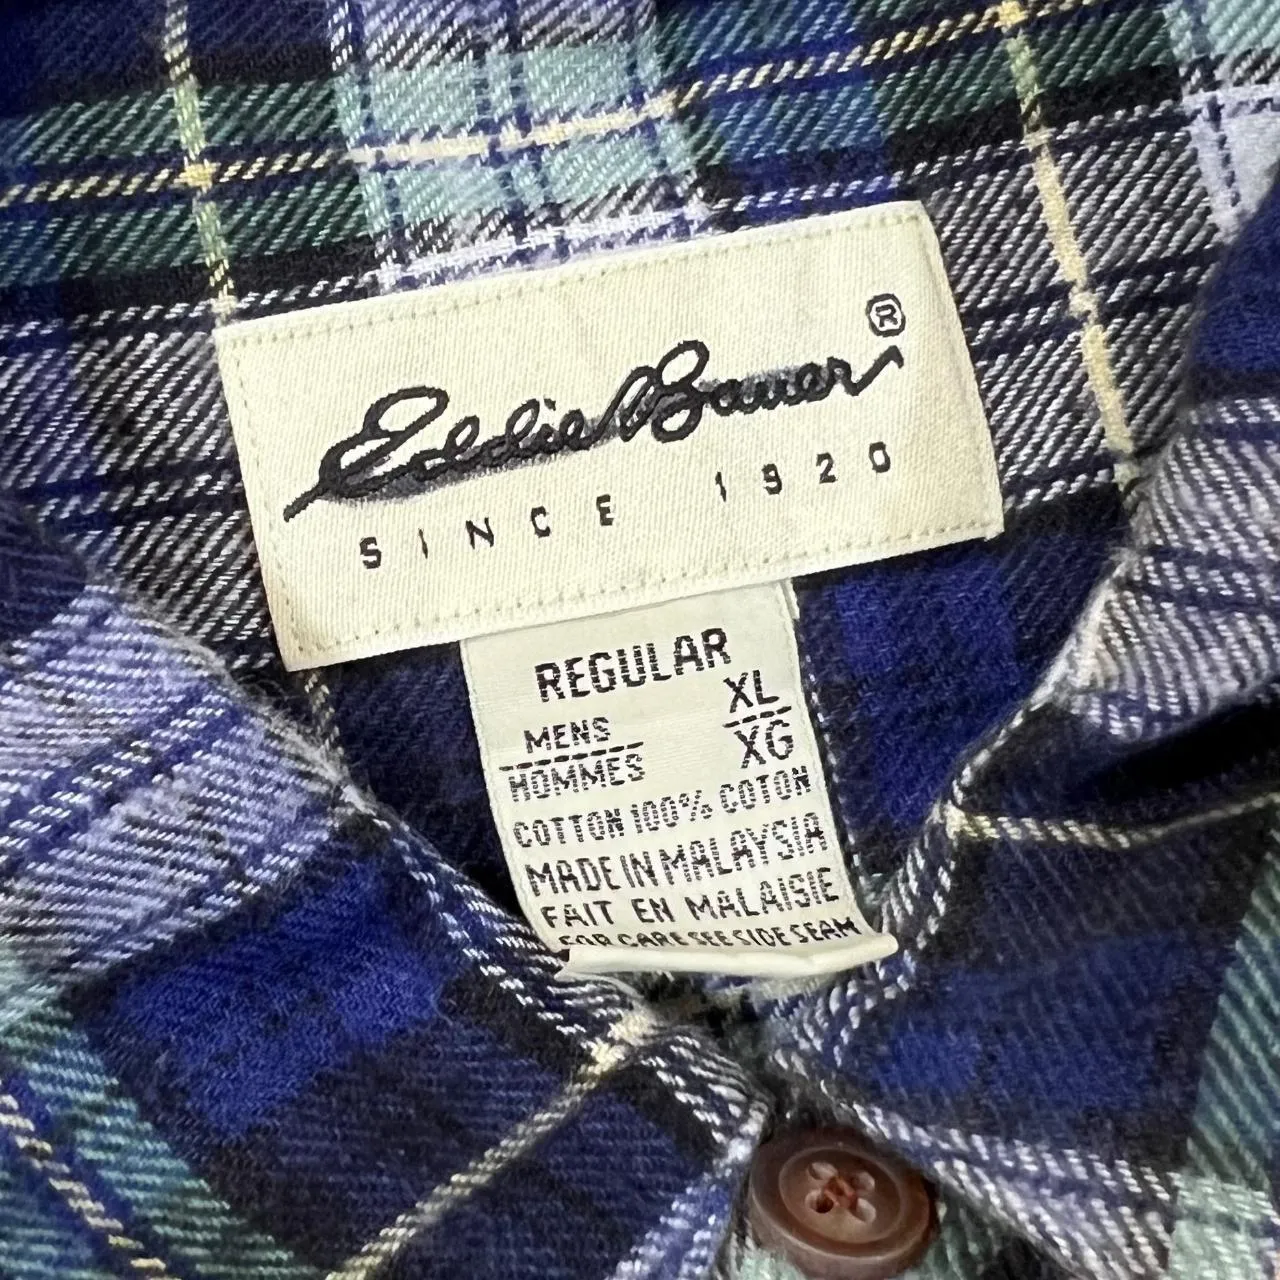 Eddie Bauer ®
SINCE 1920
REGULAR
MENS XL
HOMMES XG
COTTON 100% COTON
MADE IN MALAYSIA
FAIT EN MALAISIE
FOR CARE SEE SIDE SEAM